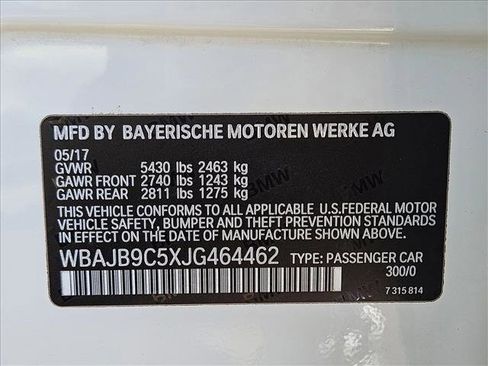 MFD BY BAYERISCHE MOTOREN WERKE AG
05/17
GVWR 5430 lbs 2463 kg
GAWR FRONT 2740 lbs 1243 kg
GAWR REAR 2811 lbs 1275 kg
THIS VEHICLE CONFORMS TO ALL APPLICABLE U.S.FEDERAL MOTOR
VEHICLE SAFETY, BUMPER AND THEFT PREVENTION STANDARDS
IN EFFECT ON THE DATE OF MANUFACTURE SHOWN ABOVE.
WBAJB9C5XJG464462 TYPE: PASSENGER CAR
300/0
7 315 814
BMW